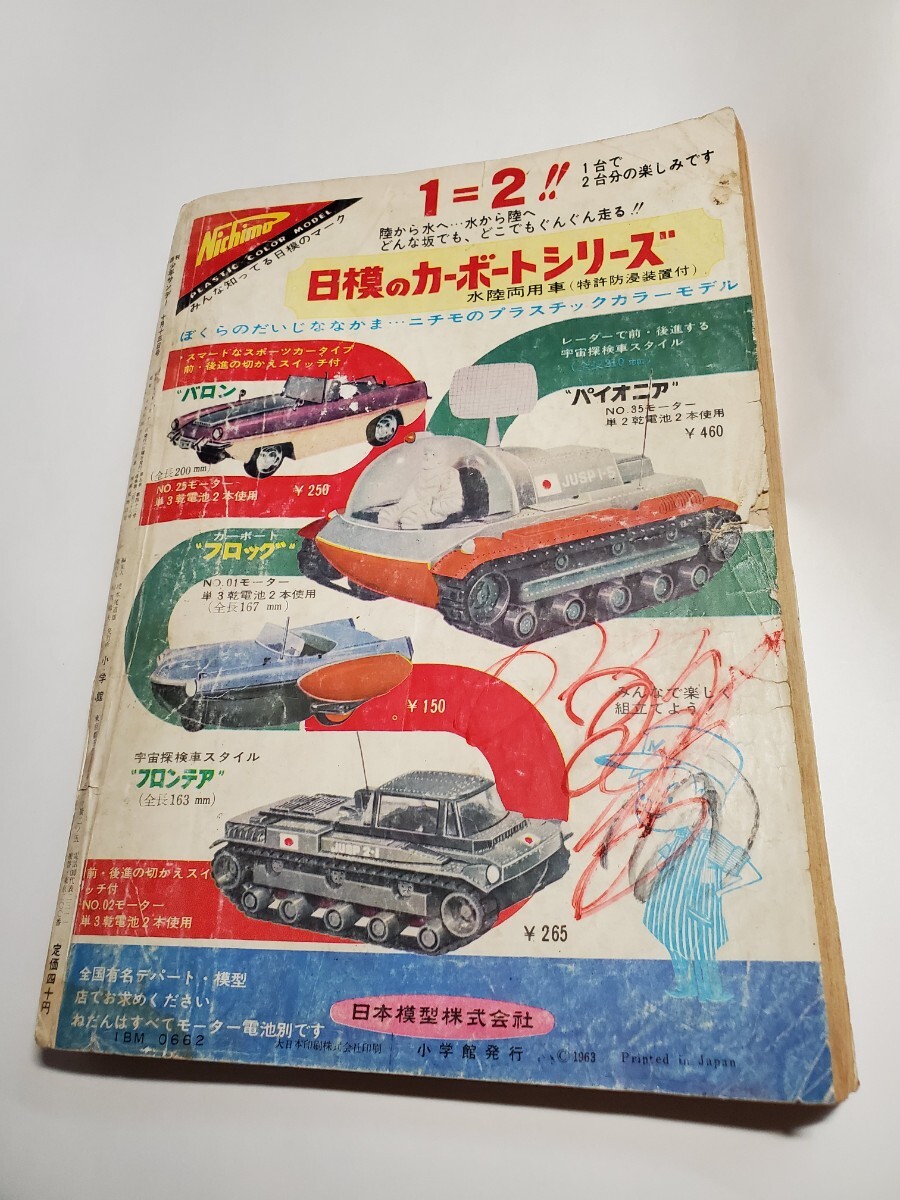 1=2!!
1台で
2台分の楽しみです
Nichimo
PLASTIC COLOR MODEL
みんな知ってる日模のマーク
陸から水へ…水から陸へ
どんな坂でも、どこでもぐんぐん走る!!
日模のカーボートシリーズ"
水陸両用車(特許防浸装置付)
ぼくらのだいじななかま…ニチモのプラスチックカラーモデル
スマートなスポーツカータイプ
前・後進の切かえスイッチ付
"バロン"
(全長200mm)
NO.25モーター
単3乾電池2本使用
¥250
レーダーで前・後進する
宇宙探検車スタイル
"パイオニア"
NO.35モーター
単2乾電池2本使用
¥460
JUSP I-S
カーボート
"フロッグ"
NO.01モーター
単3乾電池2本使用
(全長167mm)
¥150
みんなで楽しく
組立てよう
宇宙探検車スタイル
"フロンテア"
(全長163mm)
JUSP 2-I
前・後進の切かえスイ
ッチ付
NO.02モーター
単3乾電池2本使用
¥265
全国有名デパート・模型
店でお求めください
ねだんはすべてモーター電池別です
日本模型株式会社
IBM 0662
大日本印刷株式会社印刷
小学館発行
©1963
Printed in Japan
小学館
定価四十円